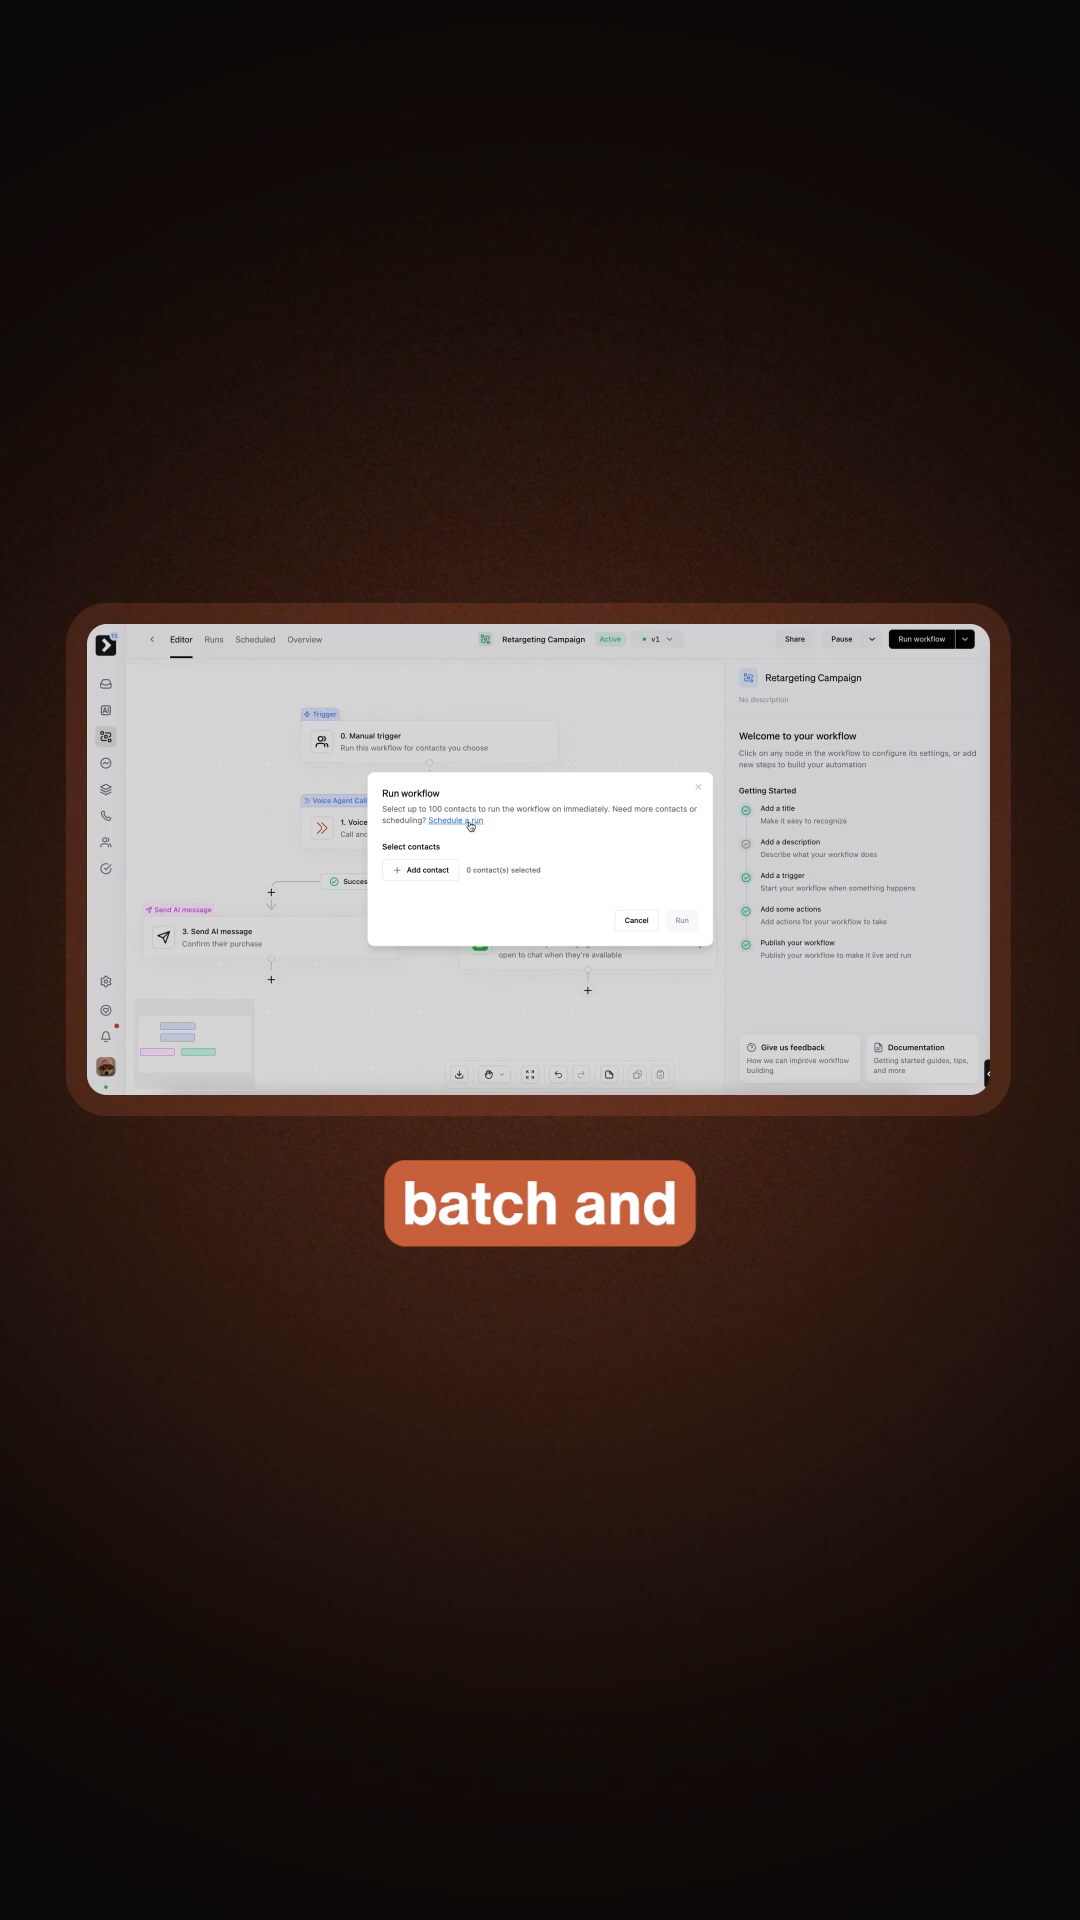 15
Editor
Runs
Scheduled
Overview
Retargeting Campaign
Active
v1
Share
Pause
Run workflow
AI
Trigger
0. Manual trigger
Run this workflow for contacts you choose
Voice Agent Call
1. Voice
Call and
Succes
Send AI message
3. Send AI message
Confirm their purchase
open to chat when they're available
Run workflow
Select up to 100 contacts to run the workflow on immediately. Need more contacts or
scheduling? Schedule a run
Select contacts
Add contact
0 contact(s) selected
Cancel
Run
Retargeting Campaign
No description
Welcome to your workflow
Click on any node in the workflow to configure its settings, or add
new steps to build your automation
Getting Started
Add a title
Make it easy to recognize
Add a description
Describe what your workflow does
Add a trigger
Start your workflow when something happens
Add some actions
Add actions for your workflow to take
Publish your workflow
Publish your workflow to make it live and run
Give us feedback
How we can improve workflow
building
Documentation
Getting started guides, tips,
and more
batch and